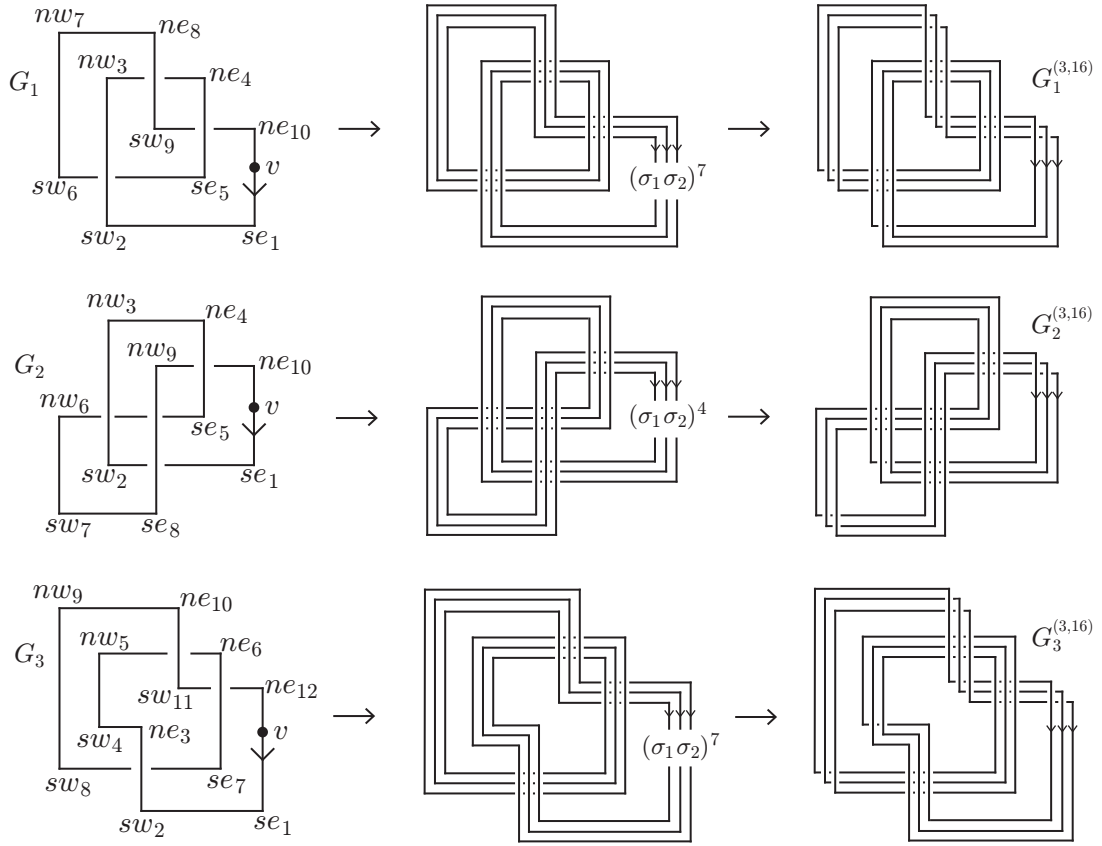 nw₇ ne₈
nw₃ ne₄
G₁ G₁^(3,16)
sw₉ ne₁₀
v
sw₆ se₅ (σ₁σ₂)⁷
sw₂ se₁
nw₃ ne₄
G₂ nw₉ ne₁₀ G₂^(3,16)
nw₆ v
se₅ (σ₁σ₂)⁴
sw₂ se₁
sw₇ se₈
nw₉ ne₁₀
nw₅ ne₆
G₃ G₃^(3,16)
sw₁₁ ne₁₂
sw₄ ne₃ v
(σ₁σ₂)⁷
sw₈ se₇
sw₂ se₁